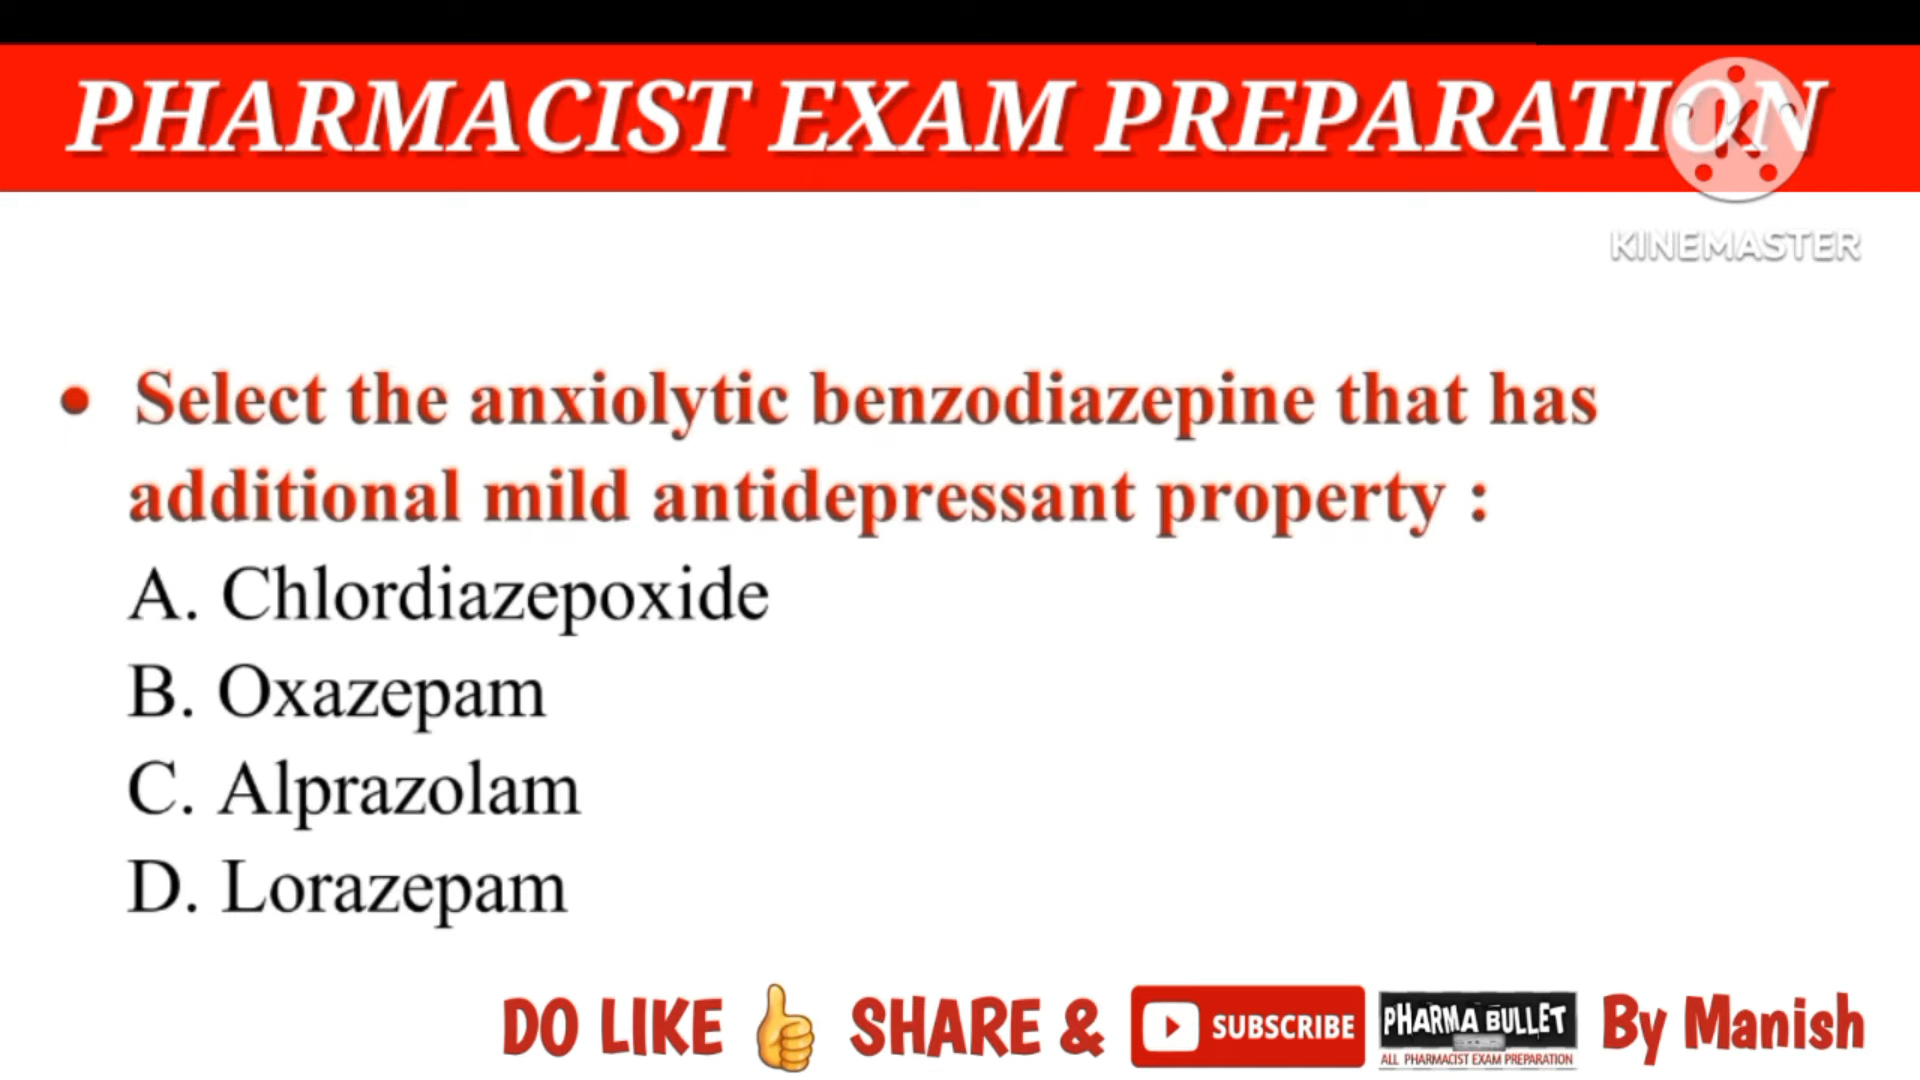 PHARMACIST EXAM PREPARATION
KINEMASTER
• Select the anxiolytic benzodiazepine that has
additional mild antidepressant property :
A. Chlordiazepoxide
B. Oxazepam
C. Alprazolam
D. Lorazepam
DO LIKE 👍 SHARE & SUBSCRIBE PHARMA BULLET By Manish
ALL PHARMACIST EXAM PREPARATION